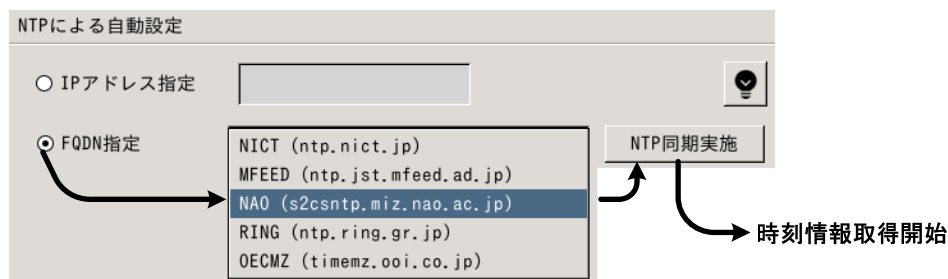 NTPによる自動設定
IPアドレス指定
FQDN指定
NICT (ntp.nict.jp)
MFEED (ntp.jst.mfeed.ad.jp)
NAO (s2csntp.miz.nao.ac.jp)
RING (ntp.ring.gr.jp)
OECMZ (timemz.ooi.co.jp)
NTP同期実施
時刻情報取得開始